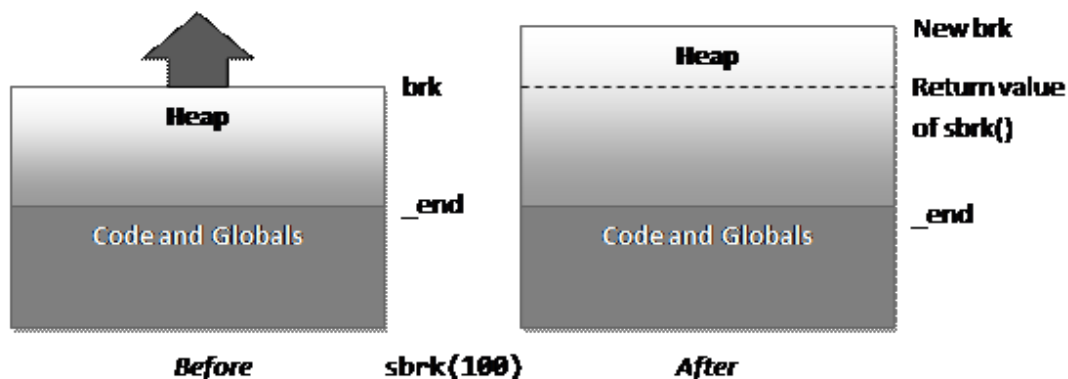 Heap
brk
_end
Code and Globals
Before
sbrk(100)
Heap
New brk
Return value
of sbrk()
_end
Code and Globals
After